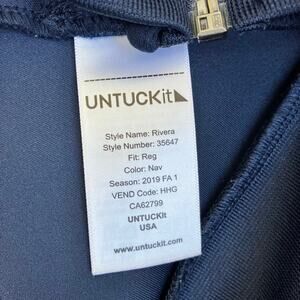 UNTUCKit
Style Name: Rivera
Style Number: 35647
Fit: Reg
Color: Nav
Season: 2019 FA 1
VEND Code: HHG
CA62799
UNTUCKit
USA
www.untuckit.com